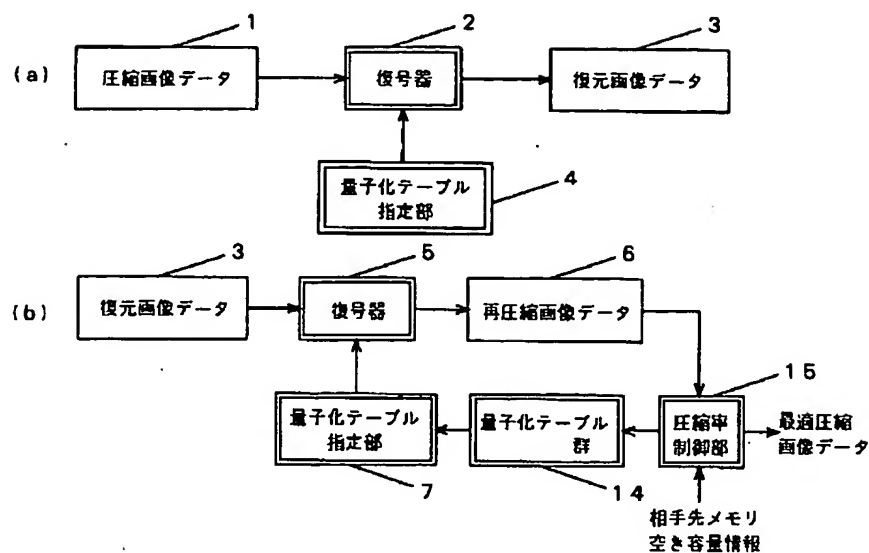 1
2
3
(a)
圧縮画像データ
復号器
復元画像データ
量子化テーブル
指定部
4
3
5
6
(b)
復元画像データ
復号器
再圧縮画像データ
15
量子化テーブル
指定部
量子化テーブル
群
圧縮率
制御部
最適圧縮
画像データ
7
14
相手先メモリ
空き容量情報